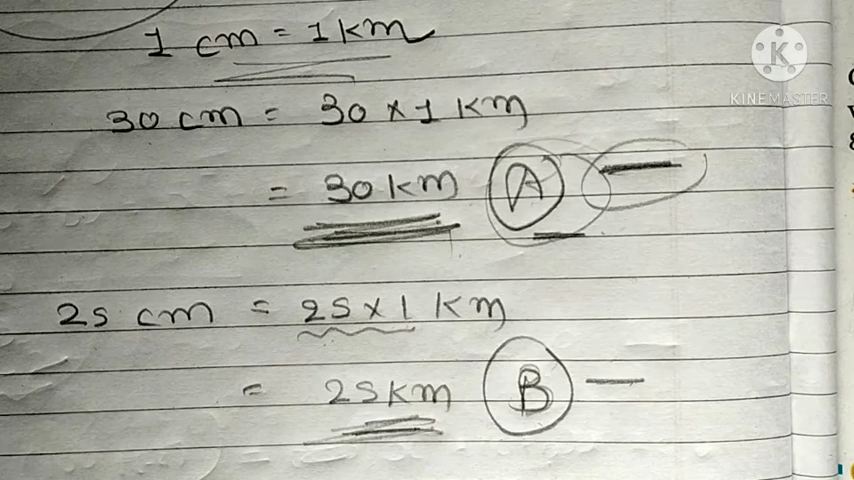 1 cm = 1 km
30 cm = 30 × 1 km
= 30 km A
25 cm = 25 × 1 km
= 25 km B
KINEMASTER